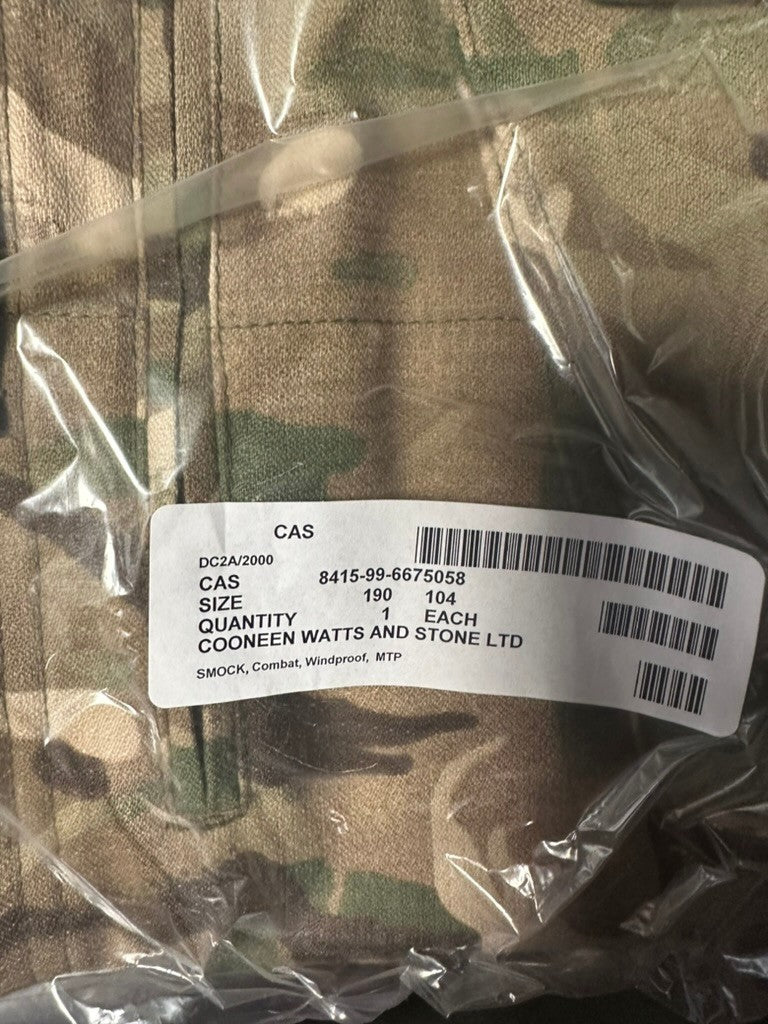 CAS
DC2A/2000
CAS 8415-99-6675058
SIZE 190 104
QUANTITY 1 EACH
COONEEN WATTS AND STONE LTD
SMOCK, Combat, Windproof, MTP